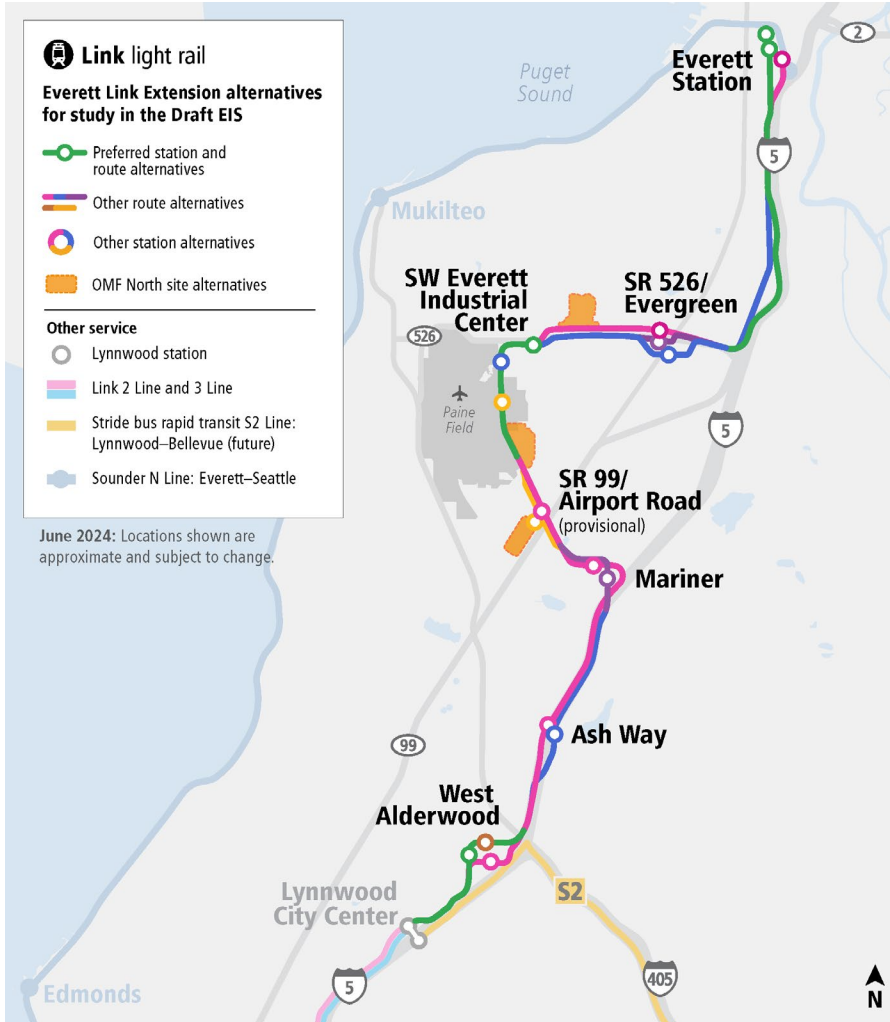 Link light rail
Everett Link Extension alternatives
for study in the Draft EIS
Preferred station and
route alternatives
Other route alternatives
Other station alternatives
OMF North site alternatives
Other service
Lynnwood station
Link 2 Line and 3 Line
Stride bus rapid transit S2 Line:
Lynnwood–Bellevue (future)
Sounder N Line: Everett–Seattle
June 2024: Locations shown are
approximate and subject to change.
2
Everett
Station
Puget
Sound
5
Mukilteo
SW Everett
Industrial
Center
SR 526/
Evergreen
526
Paine
Field
5
SR 99/
Airport Road
(provisional)
Mariner
Ash Way
99
West
Alderwood
Lynnwood
City Center
S2
5
405
Edmonds
N